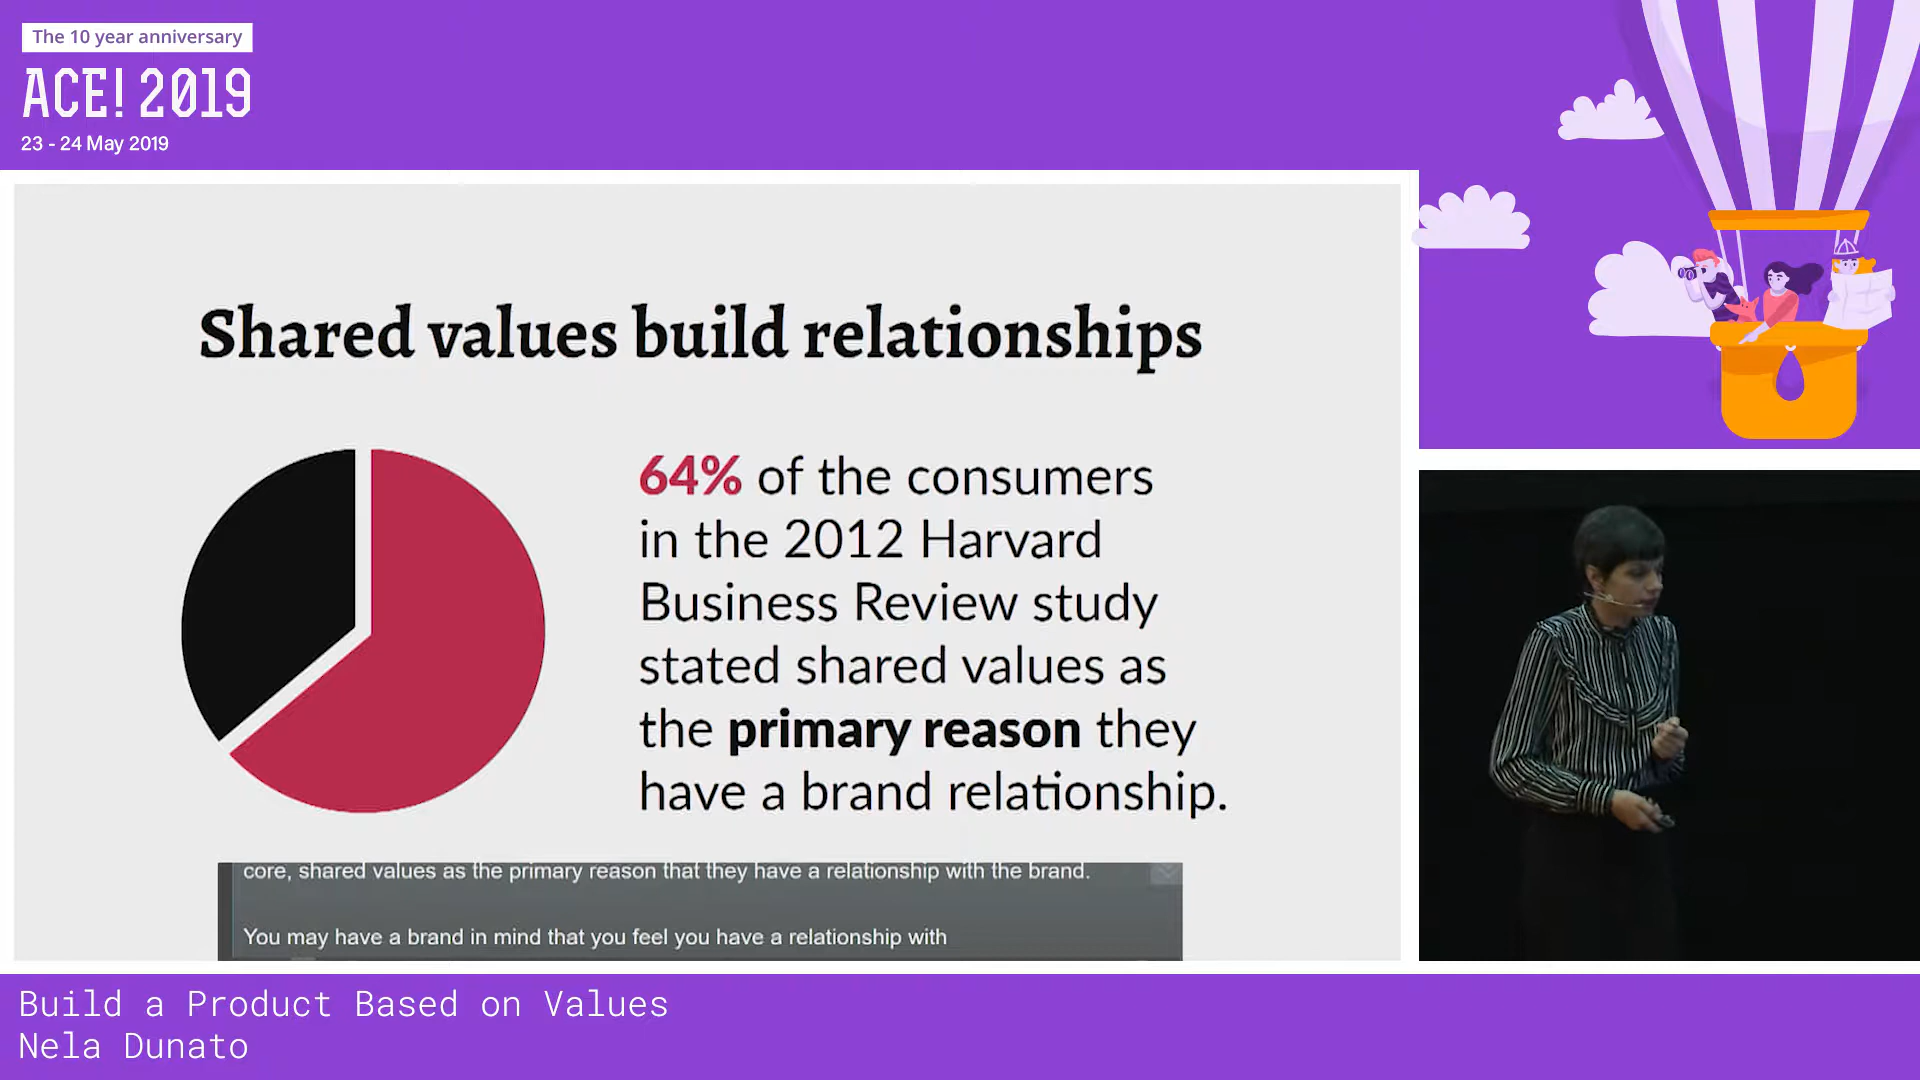 The 10 year anniversary
ACE! 2019
23 - 24 May 2019
Shared values build relationships
64% of the consumers
in the 2012 Harvard
Business Review study
stated shared values as
the primary reason they
have a brand relationship.
core, shared values as the primary reason that they have a relationship with the brand.
You may have a brand in mind that you feel you have a relationship with
Build a Product Based on Values
Nela Dunato